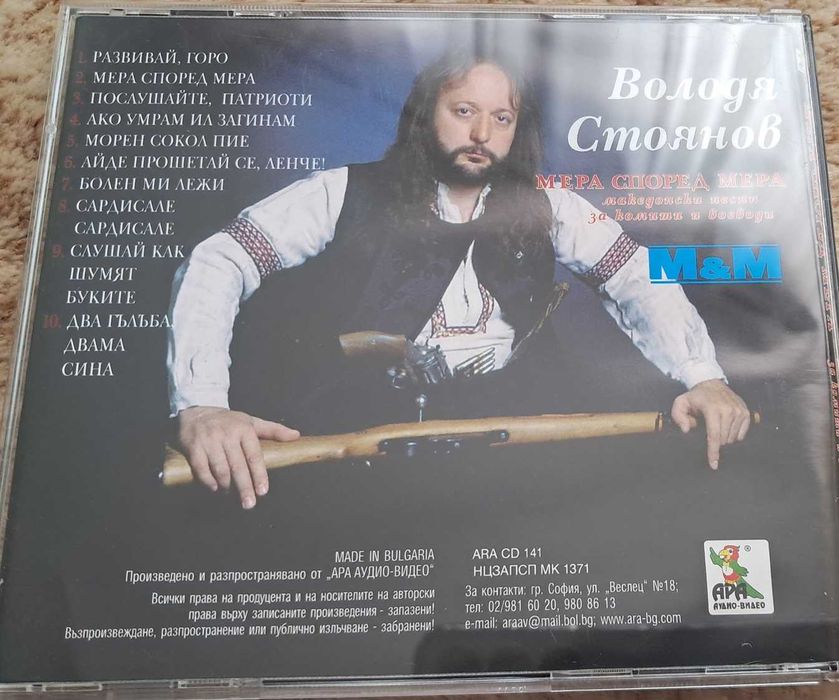 1. РАЗВИВАЙ, ГОРО
2. МЕРА СПОРЕД МЕРА
3. ПОСЛУШАЙТЕ, ПАТРИОТИ
4. АКО УМРАМ ИЛ ЗАГИНАМ
5. МОРЕН СОКОЛ ПИЕ
6. АЙДЕ ПРОШЕТАЙ СЕ, ЛЕНЧЕ!
7. БОЛЕН МИ ЛЕЖИ
8. САРДИСАЛЕ
САРДИСАЛЕ
9. СЛУШАЙ КАК
ШУМЯТ
БУКИТЕ
10. ДВА ГЪЛЪБА,
ДВАМА
СИНА
Володя
Стоянов
МЕРА СПОРЕД МЕРА
македонски песни
за комити и войводи
M&M
MADE IN BULGARIA
Произведено и разпространявано от „АРА АУДИО-ВИДЕО“
Всички права на продуцента и на носителите на авторски
права върху записаните произведения - запазени!
Възпроизвеждане, разпространение или публично излъчване - забранени!
ARA CD 141
НЦЗАПСП МК 1371
За контакти: гр. София, ул. „Веслец“ №18;
тел: 02/981 60 20, 980 86 13
e-mail: araav@mail.bol.bg; www.ara-bg.com
®
АРА
АУДИО-ВИДЕО